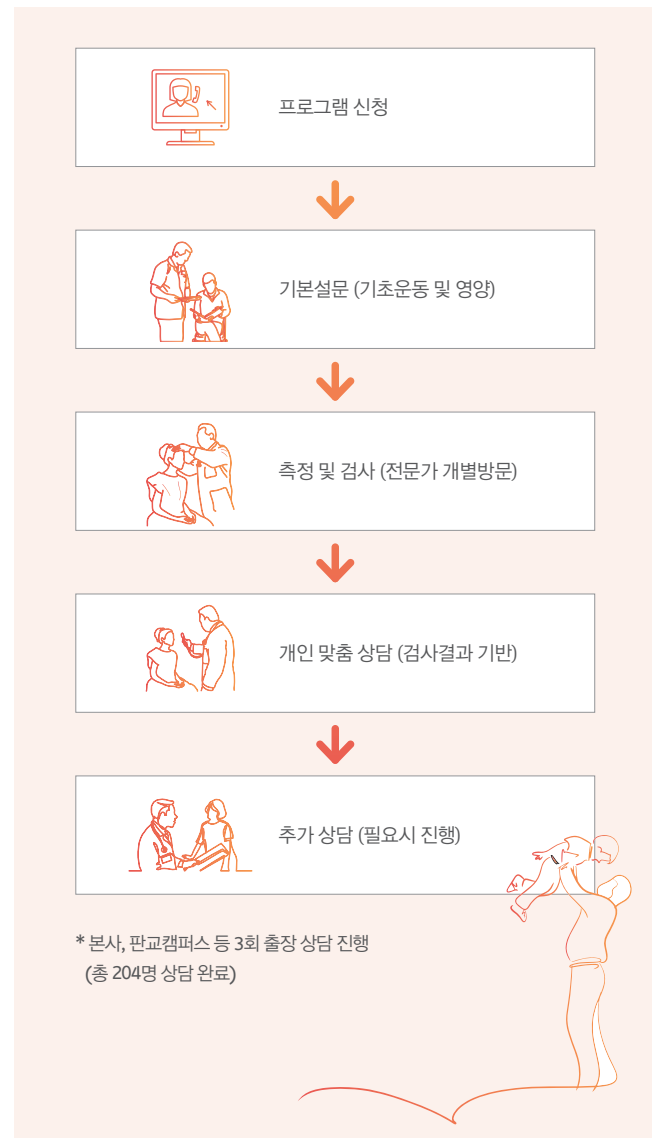 프로그램 신청
기본설문 (기초운동 및 영양)
측정 및 검사 (전문가 개별방문)
개인 맞춤 상담 (검사결과 기반)
추가 상담 (필요시 진행)
* 본사, 판교캠퍼스 등 3회 출장 상담 진행
(총 204명 상담 완료)